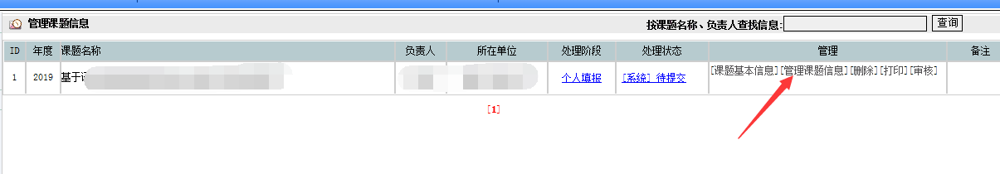 管理课题信息 按课题名称、负责人查找信息: 查询
ID 年度 课题名称 负责人 所在单位 处理阶段 处理状态 管理 备注
1 2019 基于 个人填报 [系统] 待提交 [课题基本信息][管理课题信息][删除][打印][审核]
[1]